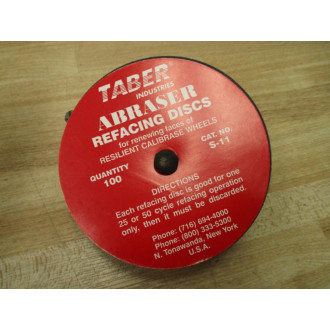 TABER®
INDUSTRIES
ABRASER
REFACING DISCS
for renewing faces of
RESILIENT CALIBRASE WHEELS
QUANTITY
100
CAT. NO.
S-11
DIRECTIONS
Each refacing disc is good for one
25 or 50 cycle refacing operation
only, then it must be discarded.
Phone: (716) 694-4000
Phone: (800) 333-5300
N. Tonawanda, New York
U.S.A.